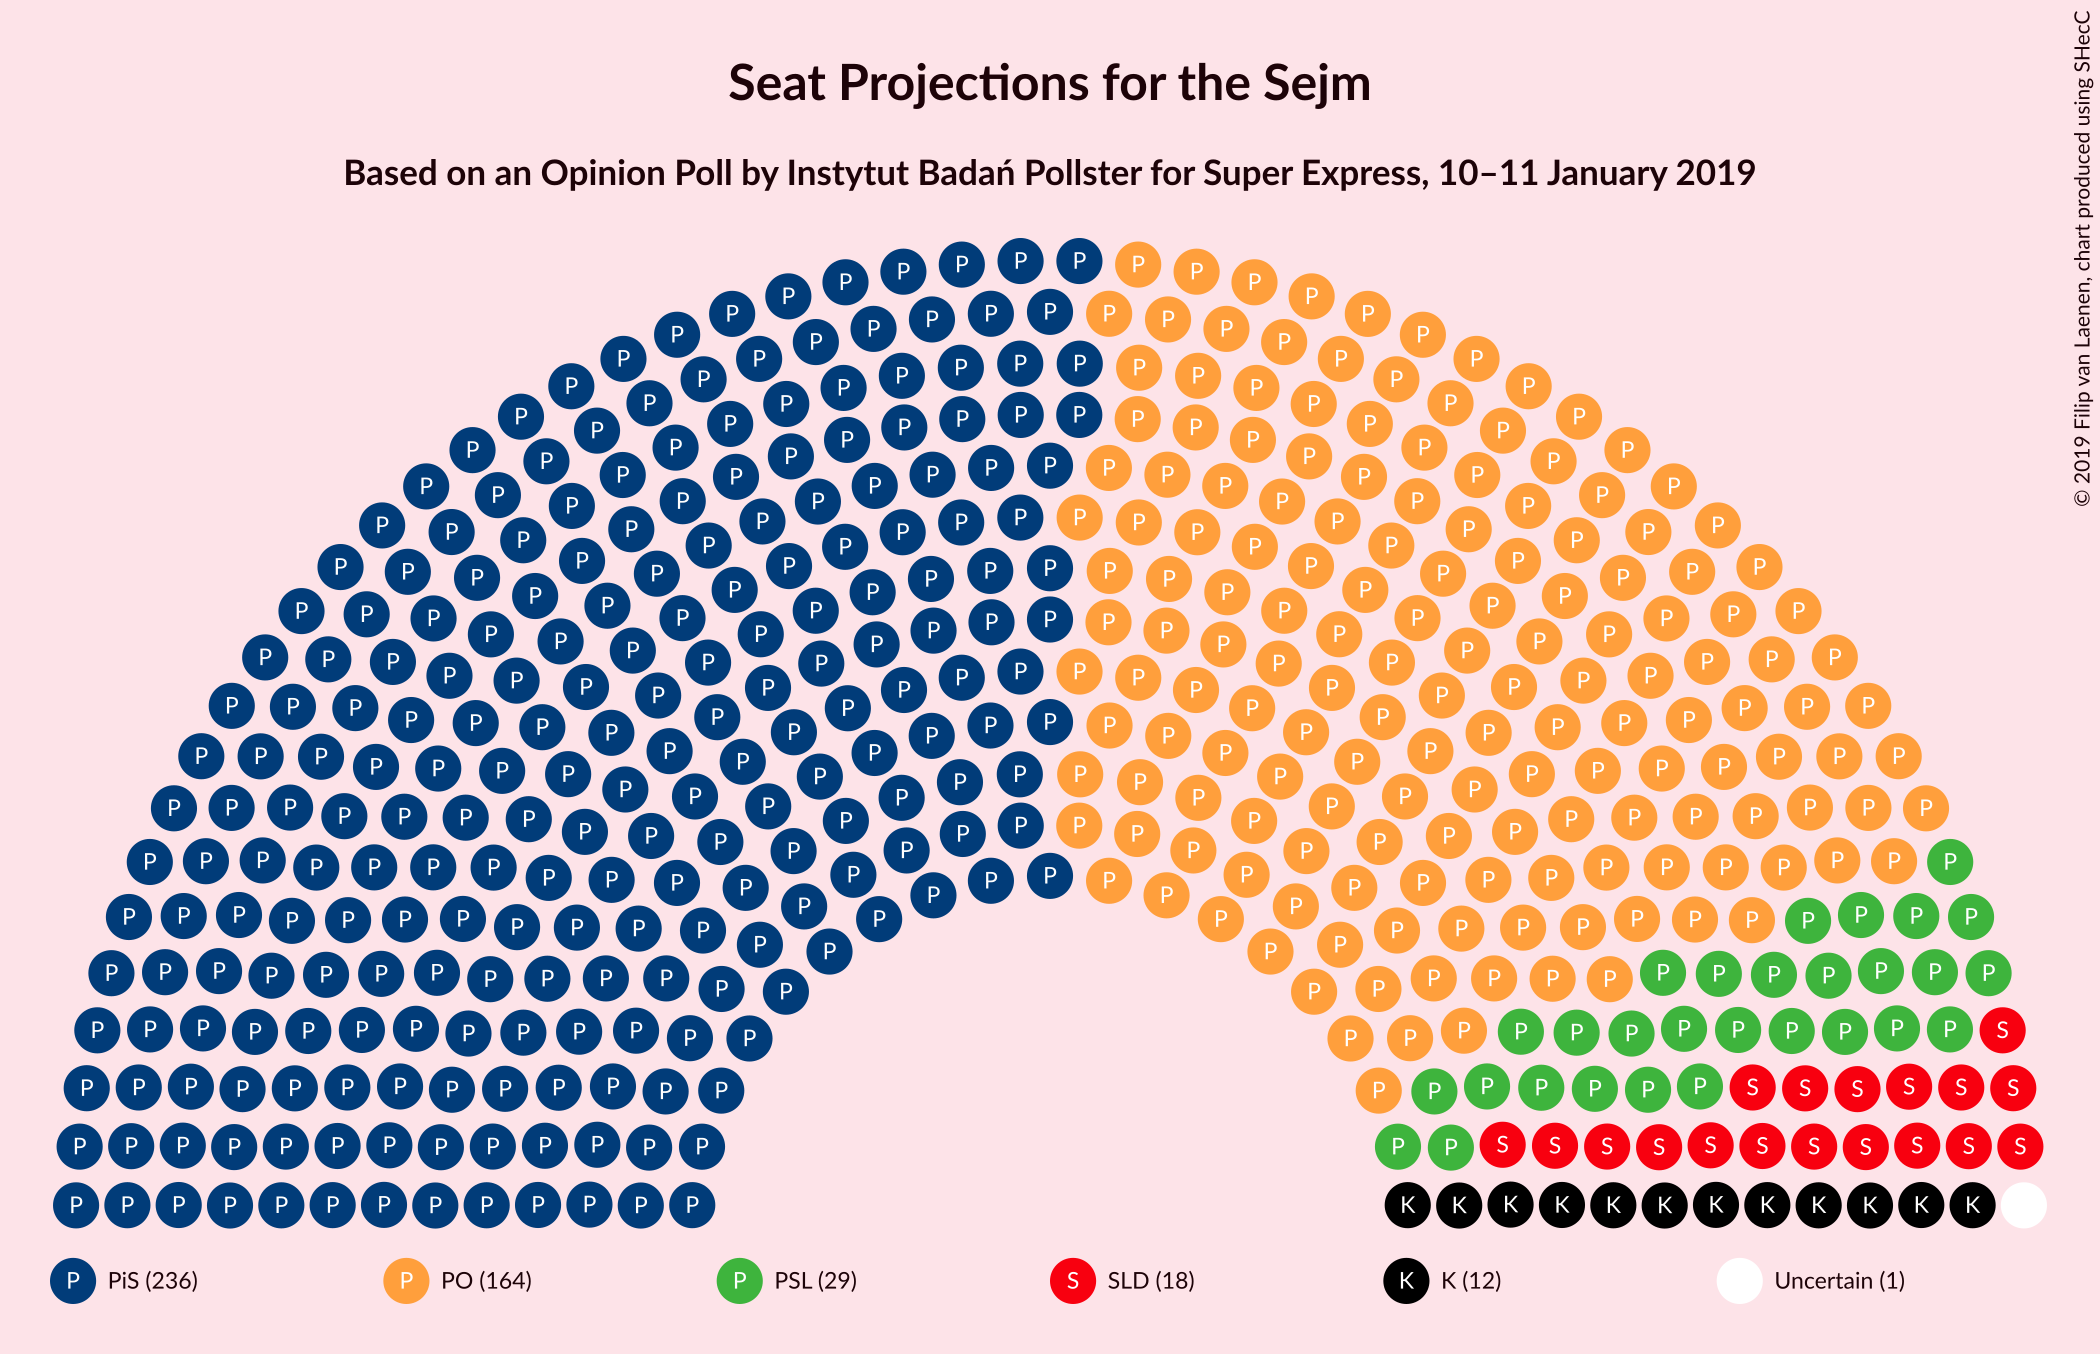 Seat Projections for the Sejm
Based on an Opinion Poll by Instytut Badań Pollster for Super Express, 10–11 January 2019
© 2019 Filip van Laenen, chart produced using SHecC
P PiS (236)
P PO (164)
P PSL (29)
S SLD (18)
K K (12)
Uncertain (1)